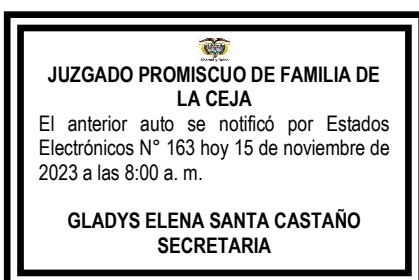 JUZGADO PROMISCUO DE FAMILIA DE
LA CEJA
El anterior auto se notificó por Estados
Electrónicos N° 163 hoy 15 de noviembre de
2023 a las 8:00 a. m.
GLADYS ELENA SANTA CASTAÑO
SECRETARIA